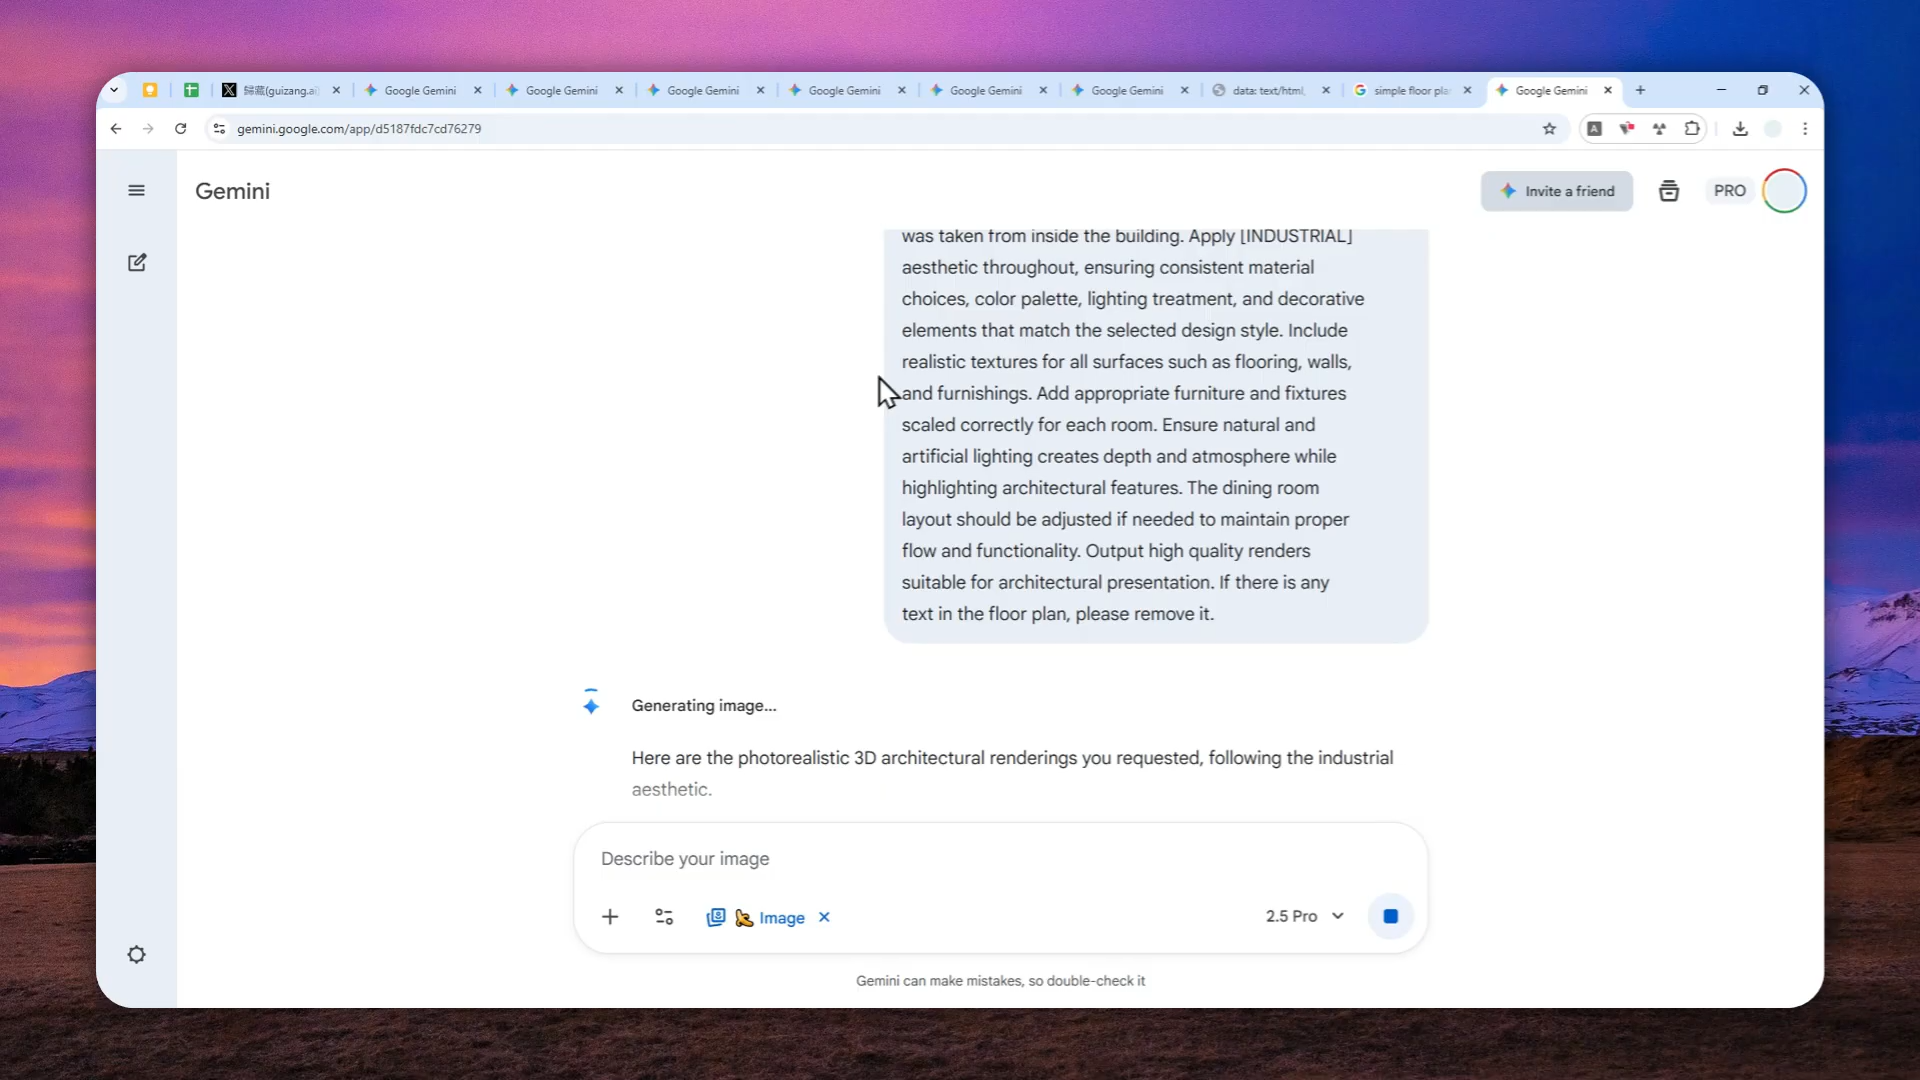 歸藏(guizang.ai)
Google Gemini
Google Gemini
Google Gemini
Google Gemini
Google Gemini
Google Gemini
data: text/html,
simple floor pla
Google Gemini
gemini.google.com/app/d5187fdc7cd76279
Gemini
Invite a friend
PRO
was taken from inside the building. Apply [INDUSTRIAL]
aesthetic throughout, ensuring consistent material
choices, color palette, lighting treatment, and decorative
elements that match the selected design style. Include
realistic textures for all surfaces such as flooring, walls,
and furnishings. Add appropriate furniture and fixtures
scaled correctly for each room. Ensure natural and
artificial lighting creates depth and atmosphere while
highlighting architectural features. The dining room
layout should be adjusted if needed to maintain proper
flow and functionality. Output high quality renders
suitable for architectural presentation. If there is any
text in the floor plan, please remove it.
Generating image...
Here are the photorealistic 3D architectural renderings you requested, following the industrial
aesthetic.
Describe your image
Image
2.5 Pro
Gemini can make mistakes, so double-check it